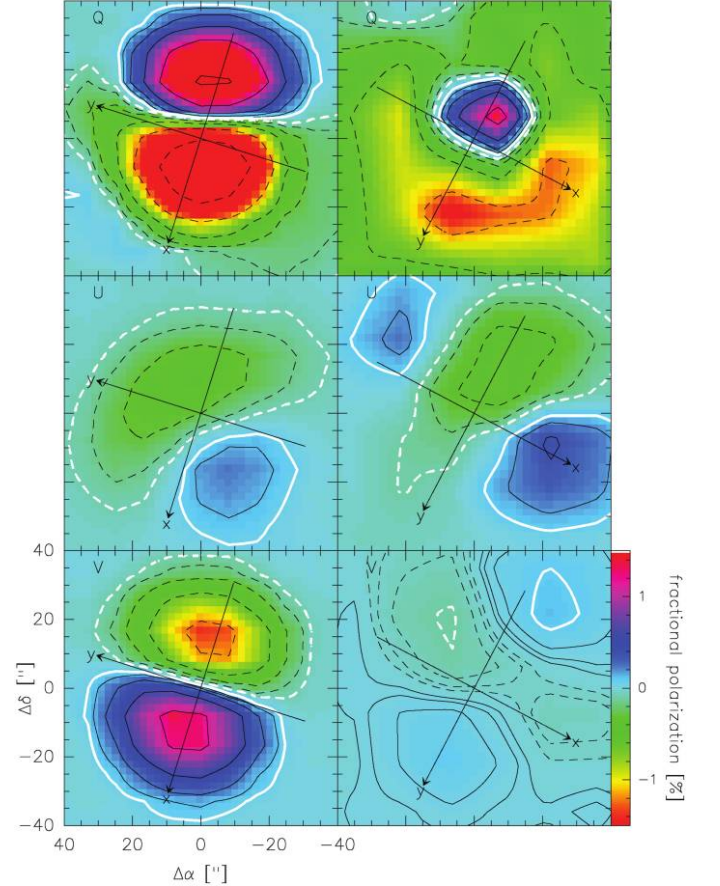 Q
y
x
x
y
U
U
y
x
x
y
40
V
V
1
20
y
0
0
x
-20
y
x
-1
-40
40 20 0 -20 -40
Δδ ["]
Δα ["]
fractional polarization [%]